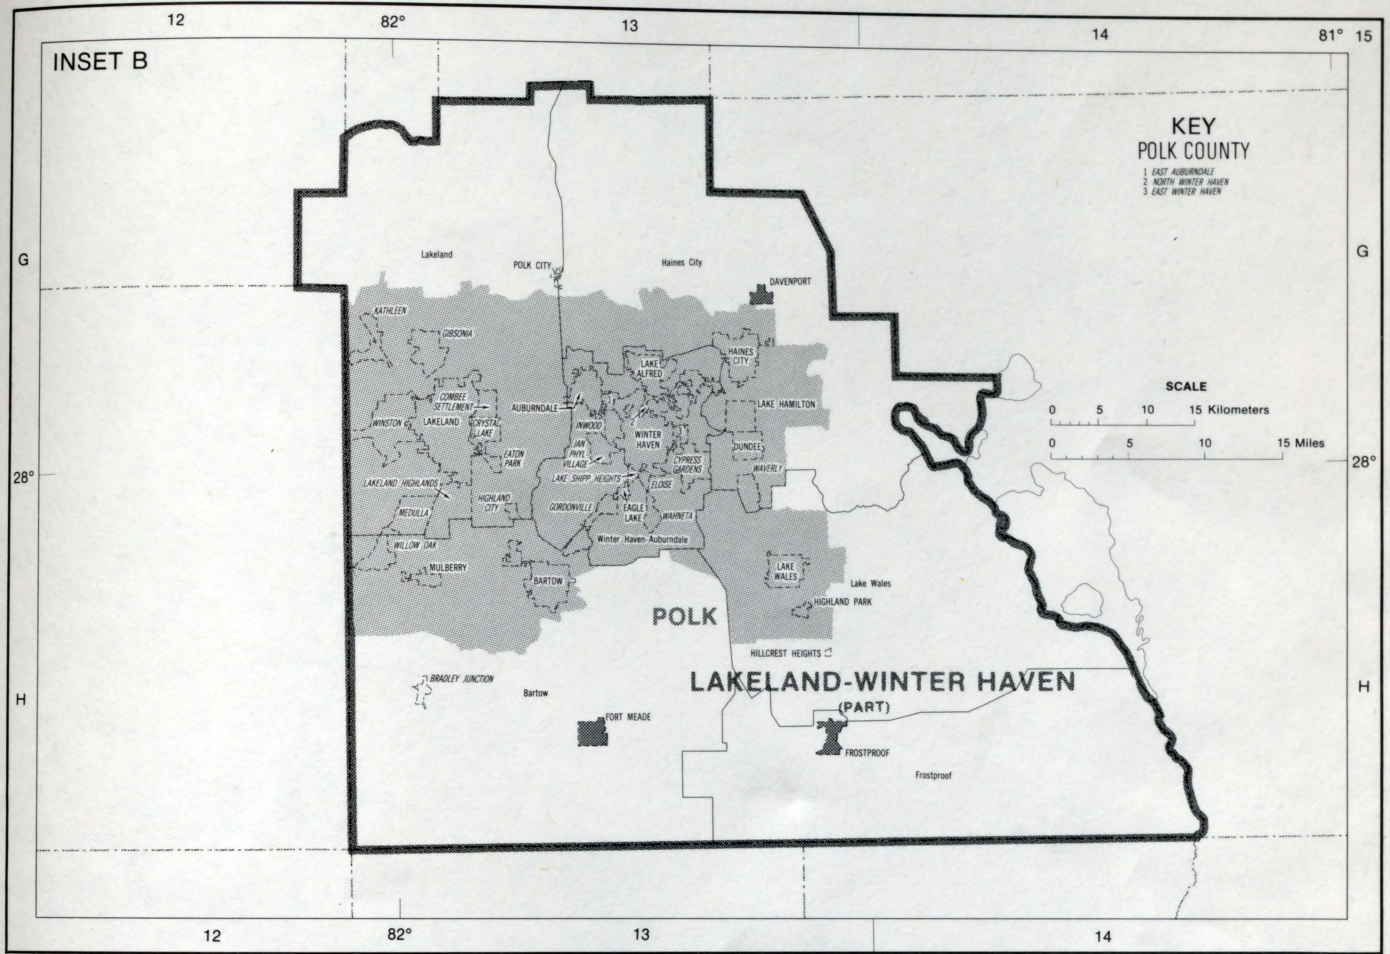 12 82° 13 14 81° 15
INSET B
KEY
POLK COUNTY
1 EAST AUBURNDALE
2 NORTH WINTER HAVEN
3 EAST WINTER HAVEN
G
G
Lakeland
POLK CITY
Haines City
DAVENPORT
KATHLEEN
GIBSONIA
HAINES
CITY
LAKE
ALFRED
SCALE
0 5 10 15 Kilometers
0 5 10 15 Miles
COMBEE
SETTLEMENT
AUBURNDALE
LAKE HAMILTON
WINSTON
LAKELAND
CRYSTAL
LAKE
INWOOD
1
2
3
WINTER
HAVEN
DUNDEE
JAN
PHYL
VILLAGE
EATON
PARK
CYPRESS
GARDENS
WAVERLY
28°
28°
LAKELAND HIGHLANDS
LAKE SHIPP HEIGHTS
ELOISE
HIGHLAND
CITY
GORDONVILLE
EAGLE
LAKE
WAHNETA
MEDULLA
WILLOW OAK
Winter Haven-Auburndale
MULBERRY
BARTOW
LAKE
WALES
Lake Wales
HIGHLAND PARK
POLK
HILLCREST HEIGHTS
LAKELAND-WINTER HAVEN
(PART)
BRADLEY JUNCTION
Bartow
H
H
FORT MEADE
FROSTPROOF
Frostproof
12 82° 13 14